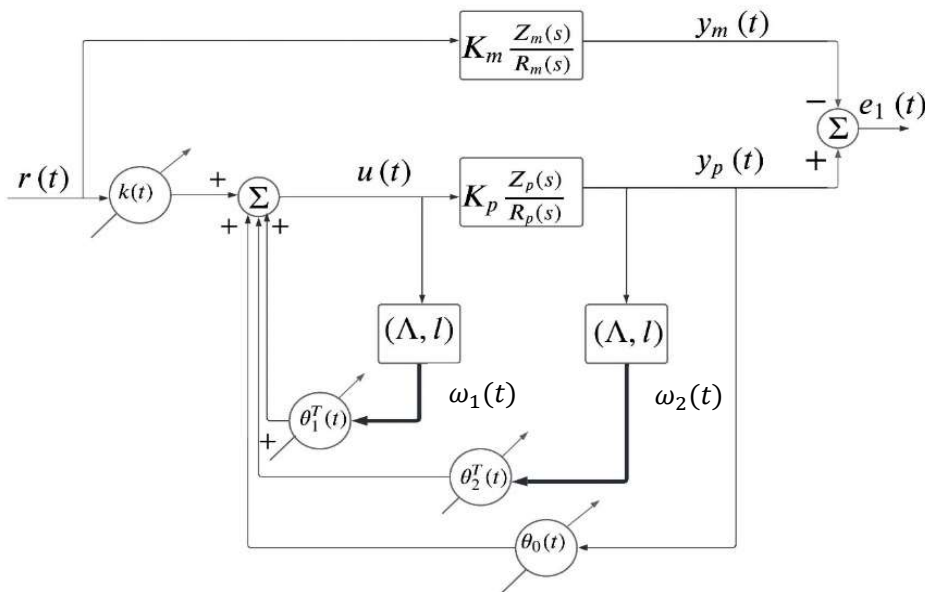 K_m Z_m(s)/R_m(s)
y_m (t)
−
e_1 (t)
Σ
+
r (t)
k(t)
+
Σ
+
+
u (t)
K_p Z_p(s)/R_p(s)
y_p (t)
(Λ, l)
(Λ, l)
ω_1(t)
ω_2(t)
θ_1^T(t)
+
θ_2^T(t)
θ_0(t)